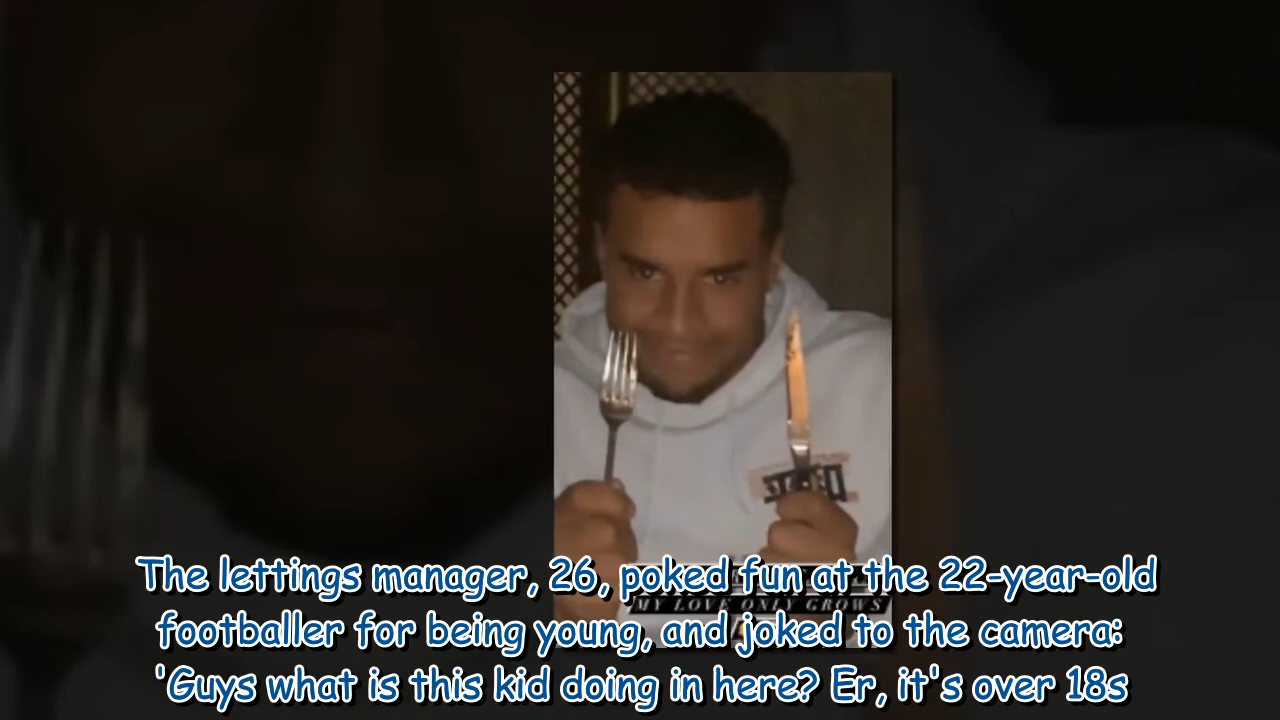 The lettings manager, 26, poked fun at the 22-year-old
MY LOVE ONLY GROWS
footballer for being young, and joked to the camera:
'Guys what is this kid doing in here? Er, it's over 18s